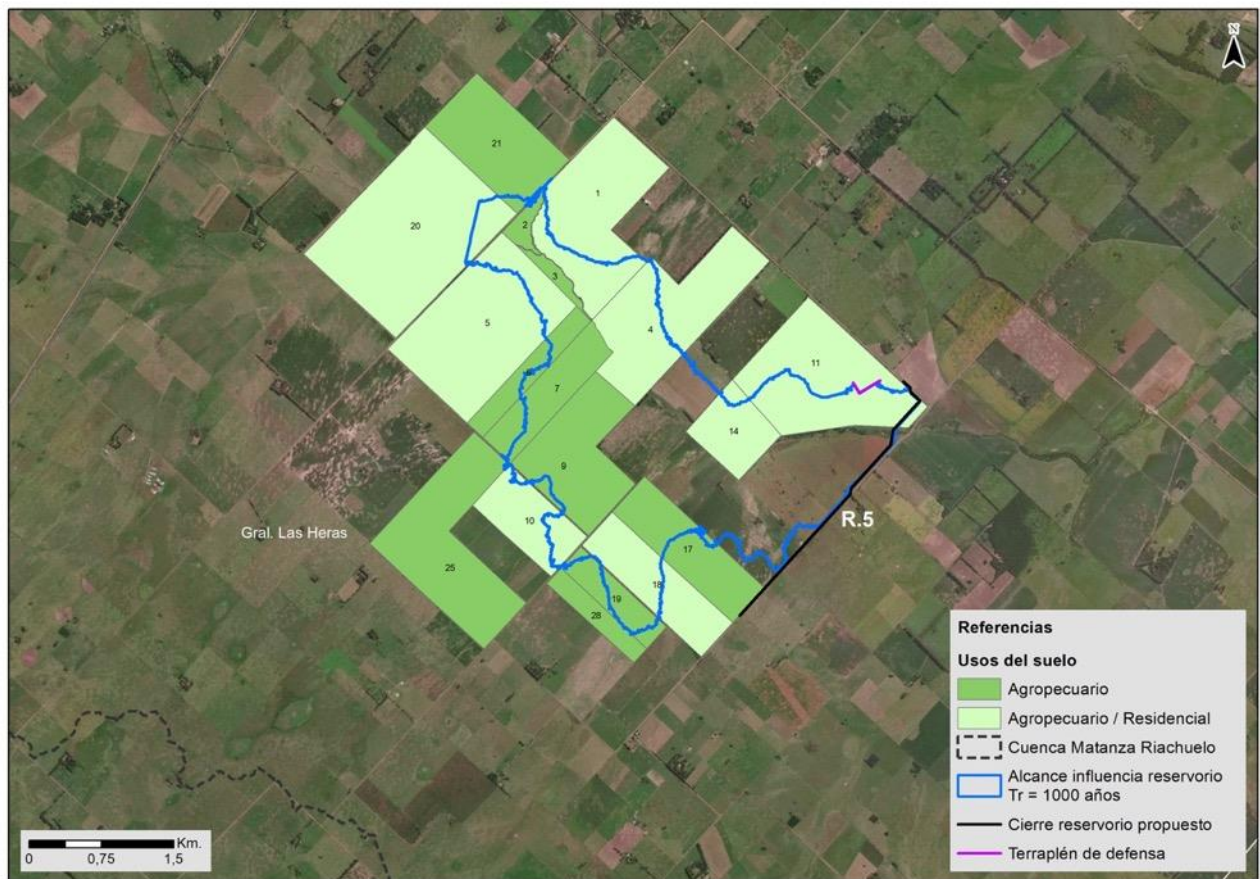 21
1
20
2
3
5
4
11
7
14
9
10
17
25
18
19
28
Gral. Las Heras
R.5
Referencias
Usos del suelo
Agropecuario
Agropecuario / Residencial
Cuenca Matanza Riachuelo
Alcance influencia reservorio
Tr = 1000 años
Cierre reservorio propuesto
Terraplén de defensa
Km.
0 0,75 1,5